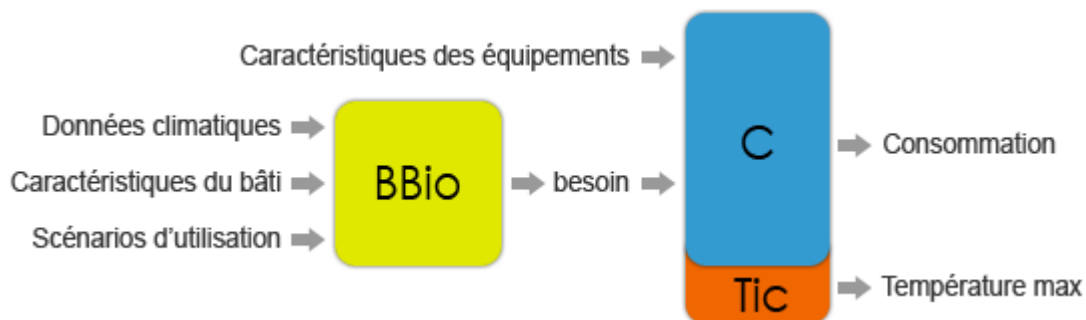 Caractéristiques des équipements
Données climatiques
Caractéristiques du bâti
Scénarios d'utilisation
BBio
besoin
C
Consommation
Tic
Température max